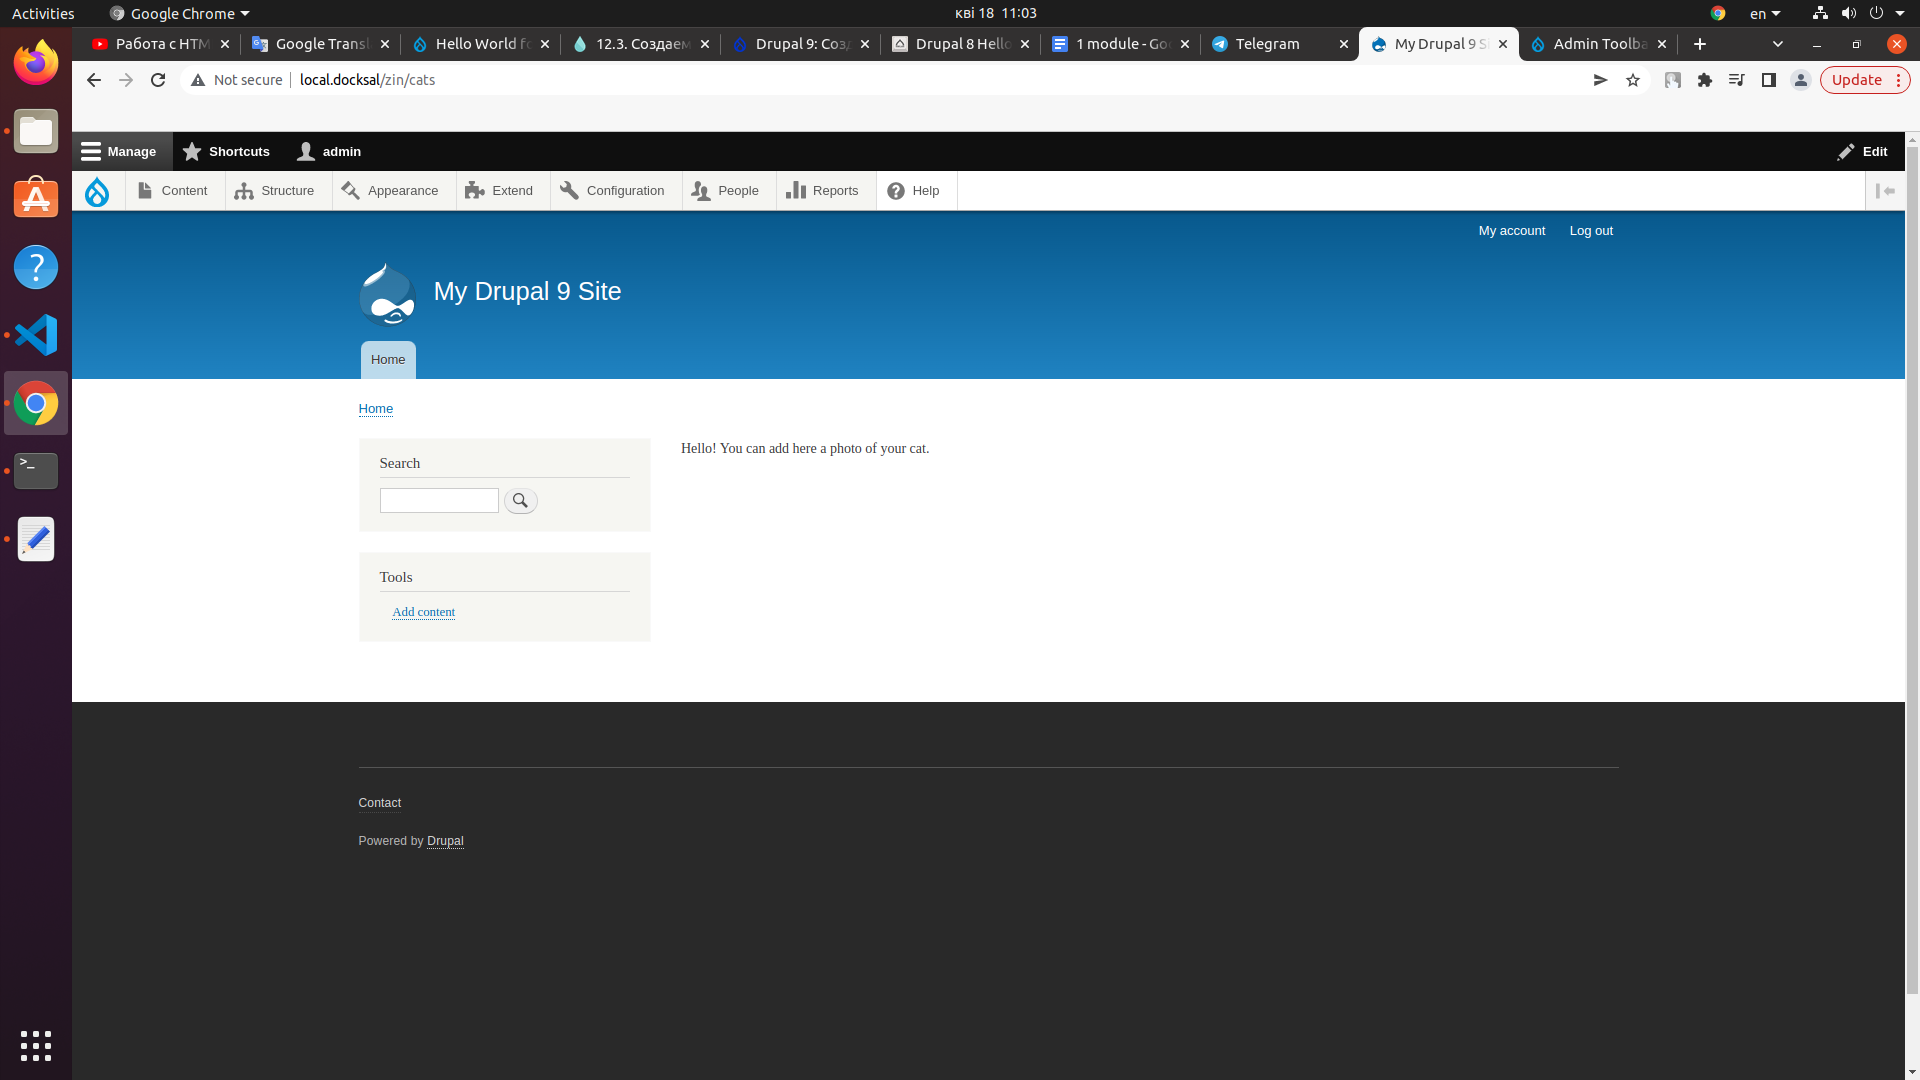 Activities Google Chrome кві 18 11:03 en
Работа с HTM Google Transl Hello World fo 12.3. Создаем Drupal 9: Созд Drupal 8 Hello 1 module - Goo Telegram My Drupal 9 Si Admin Toolba
Not secure local.docksal/zin/cats Update
Manage Shortcuts admin Edit
Content Structure Appearance Extend Configuration People Reports Help
My account Log out
My Drupal 9 Site
Home
Home
Hello! You can add here a photo of your cat.
Search
Tools
Add content
Contact
Powered by Drupal